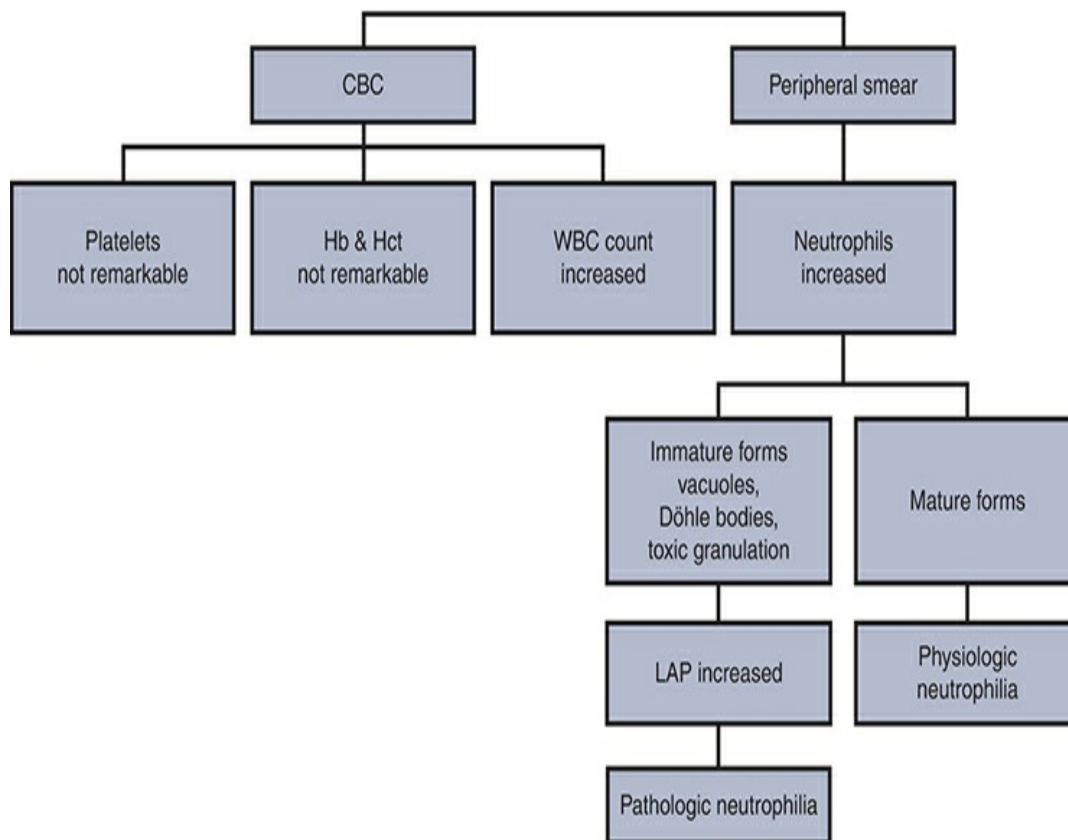 CBC
Peripheral smear
Platelets
not remarkable
Hb & Hct
not remarkable
WBC count
increased
Neutrophils
increased
Immature forms
vacuoles,
Döhle bodies,
toxic granulation
Mature forms
LAP increased
Physiologic
neutrophilia
Pathologic neutrophilia